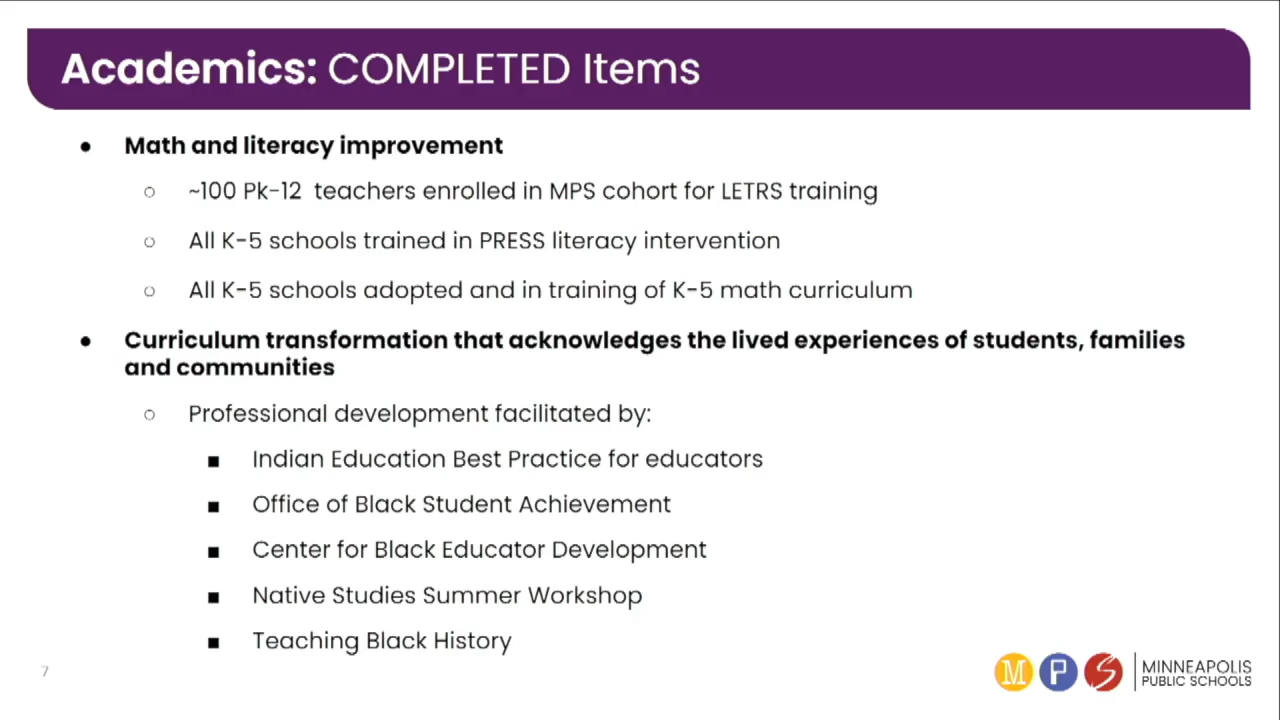 Academics: COMPLETED Items
● Math and literacy improvement
○ ~100 Pk-12 teachers enrolled in MPS cohort for LETRS training
○ All K-5 schools trained in PRESS literacy intervention
○ All K-5 schools adopted and in training of K-5 math curriculum
● Curriculum transformation that acknowledges the lived experiences of students, families
and communities
○ Professional development facilitated by:
■ Indian Education Best Practice for educators
■ Office of Black Student Achievement
■ Center for Black Educator Development
■ Native Studies Summer Workshop
■ Teaching Black History
7
M P S MINNEAPOLIS
PUBLIC SCHOOLS